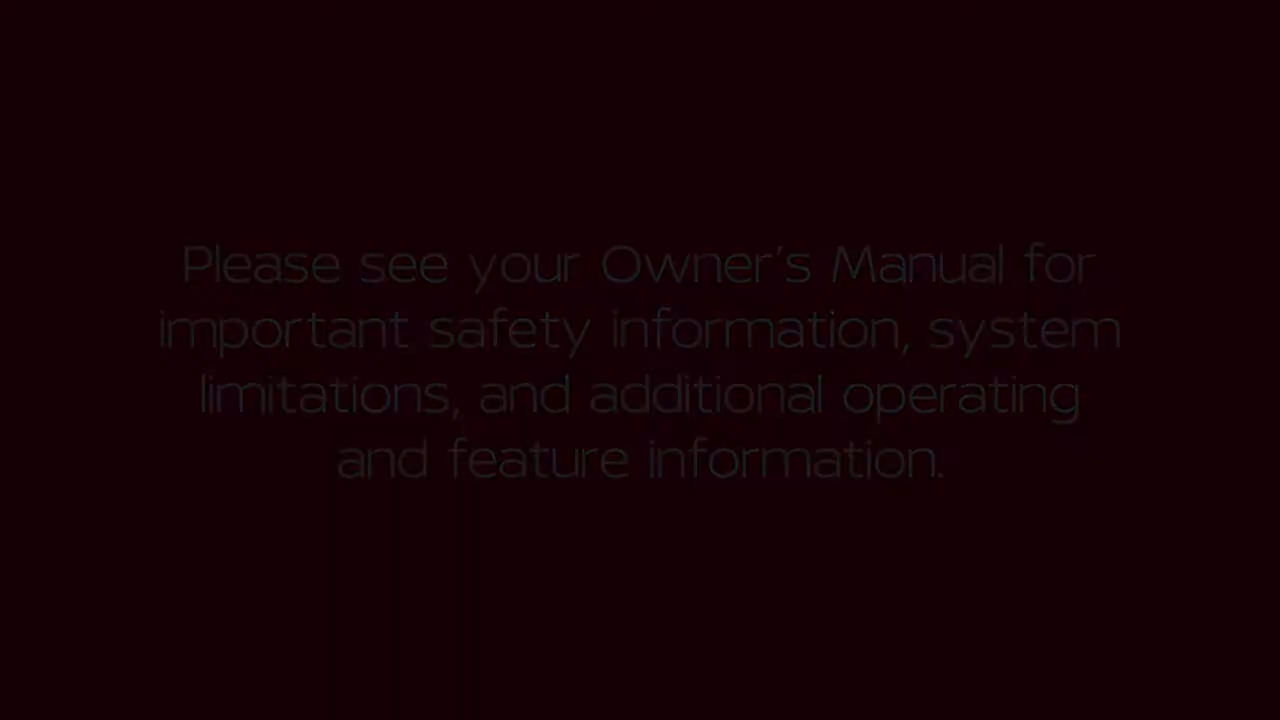 Please see your Owner’s Manual for
important safety information, system
limitations, and additional operating
and feature information.